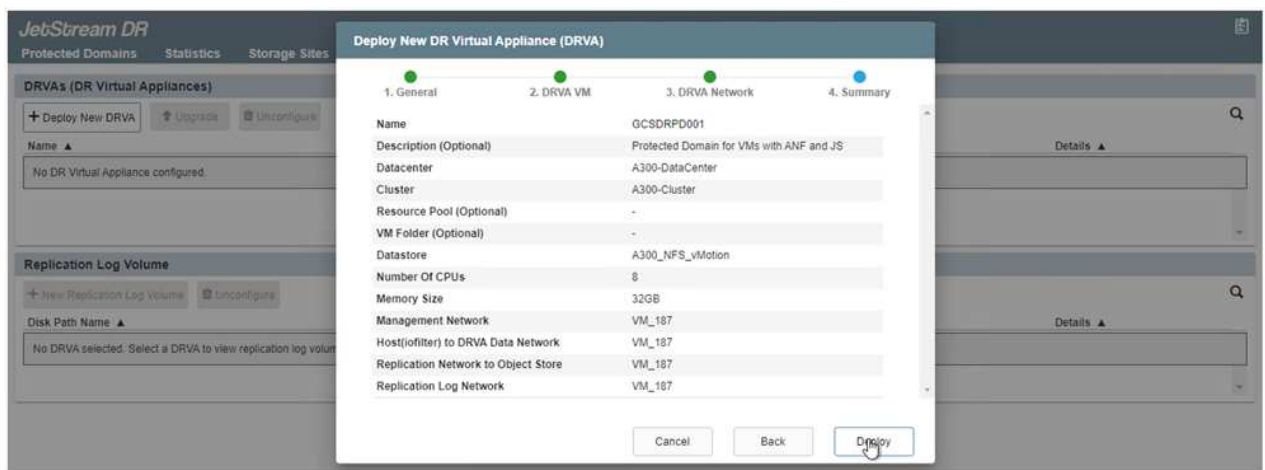 JetStream DR
Protected Domains Statistics Storage Sites
DRVAs (DR Virtual Appliances)
+ Deploy New DRVA Upgrade Unconfigure
Name ▲ Details ▲
No DR Virtual Appliance configured.
Replication Log Volume
+ New Replication Log Volume Unconfigure
Disk Path Name ▲ Details ▲
No DRVA selected. Select a DRVA to view replication log volum
Deploy New DR Virtual Appliance (DRVA)
1. General 2. DRVA VM 3. DRVA Network 4. Summary
Name GCSDRPD001
Description (Optional) Protected Domain for VMs with ANF and JS
Datacenter A300-DataCenter
Cluster A300-Cluster
Resource Pool (Optional) -
VM Folder (Optional) -
Datastore A300_NFS_vMotion
Number Of CPUs 8
Memory Size 32GB
Management Network VM_187
Host(iofilter) to DRVA Data Network VM_187
Replication Network to Object Store VM_187
Replication Log Network VM_187
Cancel Back Deploy